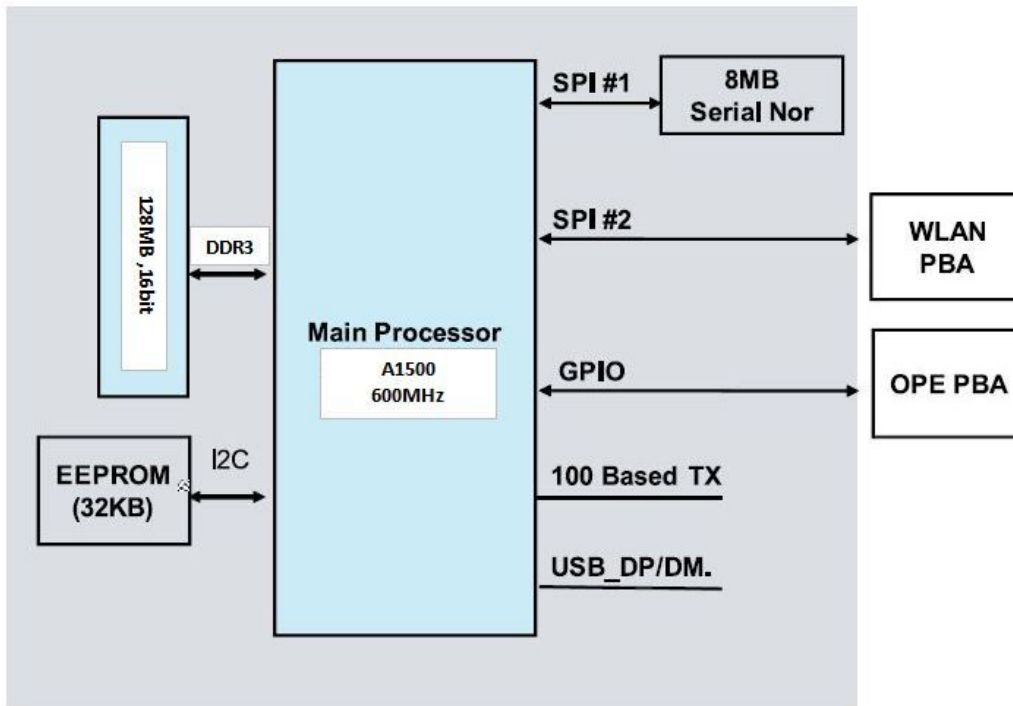 SPI #1
8MB
Serial Nor
128MB ,16bit
DDR3
SPI #2
WLAN
PBA
Main Processor
A1500
600MHz
GPIO
OPE PBA
EEPROM
(32KB)
I2C
100 Based TX
USB_DP/DM.